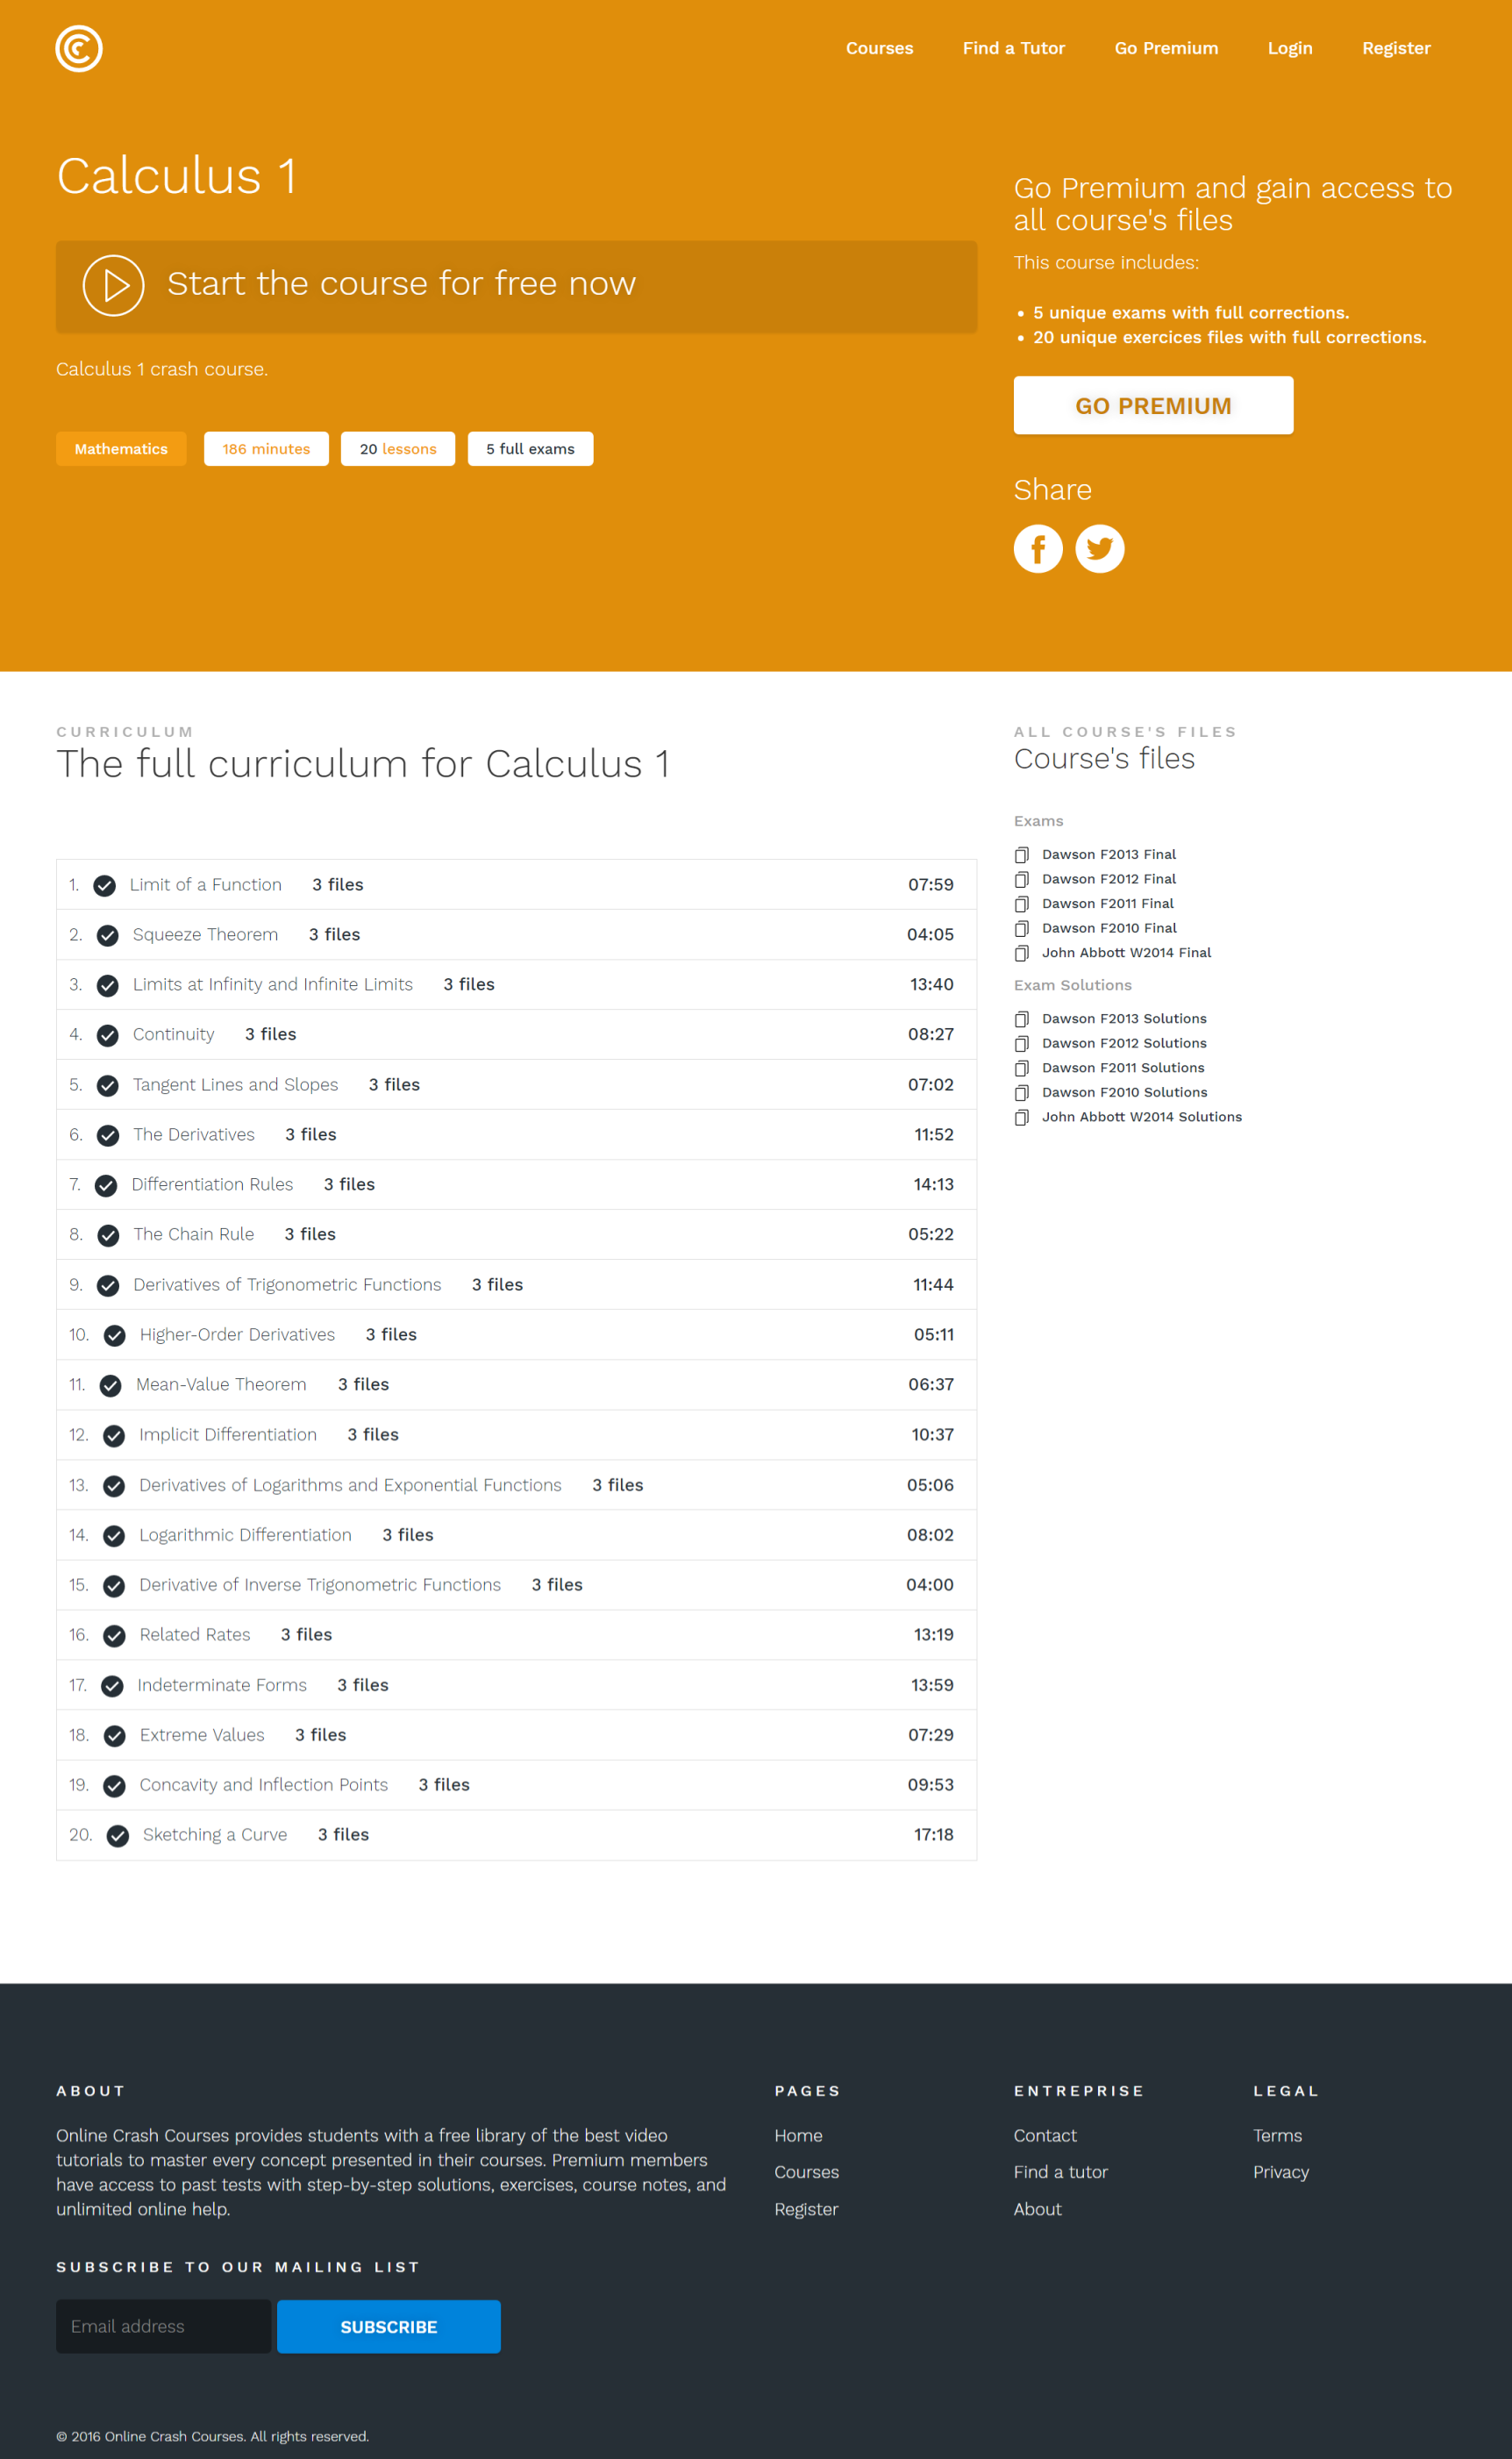 Courses Find a Tutor Go Premium Login Register
Calculus 1
Start the course for free now
Calculus 1 crash course.
Mathematics 186 minutes 20 lessons 5 full exams
Go Premium and gain access to
all course's files
This course includes:
5 unique exams with full corrections.
20 unique exercices files with full corrections.
GO PREMIUM
Share
CURRICULUM
The full curriculum for Calculus 1
1. Limit of a Function 3 files 07:59
2. Squeeze Theorem 3 files 04:05
3. Limits at Infinity and Infinite Limits 3 files 13:40
4. Continuity 3 files 08:27
5. Tangent Lines and Slopes 3 files 07:02
6. The Derivatives 3 files 11:52
7. Differentiation Rules 3 files 14:13
8. The Chain Rule 3 files 05:22
9. Derivatives of Trigonometric Functions 3 files 11:44
10. Higher-Order Derivatives 3 files 05:11
11. Mean-Value Theorem 3 files 06:37
12. Implicit Differentiation 3 files 10:37
13. Derivatives of Logarithms and Exponential Functions 3 files 05:06
14. Logarithmic Differentiation 3 files 08:02
15. Derivative of Inverse Trigonometric Functions 3 files 04:00
16. Related Rates 3 files 13:19
17. Indeterminate Forms 3 files 13:59
18. Extreme Values 3 files 07:29
19. Concavity and Inflection Points 3 files 09:53
20. Sketching a Curve 3 files 17:18
ALL COURSE'S FILES
Course's files
Exams
Dawson F2013 Final
Dawson F2012 Final
Dawson F2011 Final
Dawson F2010 Final
John Abbott W2014 Final
Exam Solutions
Dawson F2013 Solutions
Dawson F2012 Solutions
Dawson F2011 Solutions
Dawson F2010 Solutions
John Abbott W2014 Solutions
ABOUT
Online Crash Courses provides students with a free library of the best video
tutorials to master every concept presented in their courses. Premium members
have access to past tests with step-by-step solutions, exercises, course notes, and
unlimited online help.
SUBSCRIBE TO OUR MAILING LIST
Email address SUBSCRIBE
PAGES
Home
Courses
Register
ENTREPRISE
Contact
Find a tutor
About
LEGAL
Terms
Privacy
© 2016 Online Crash Courses. All rights reserved.